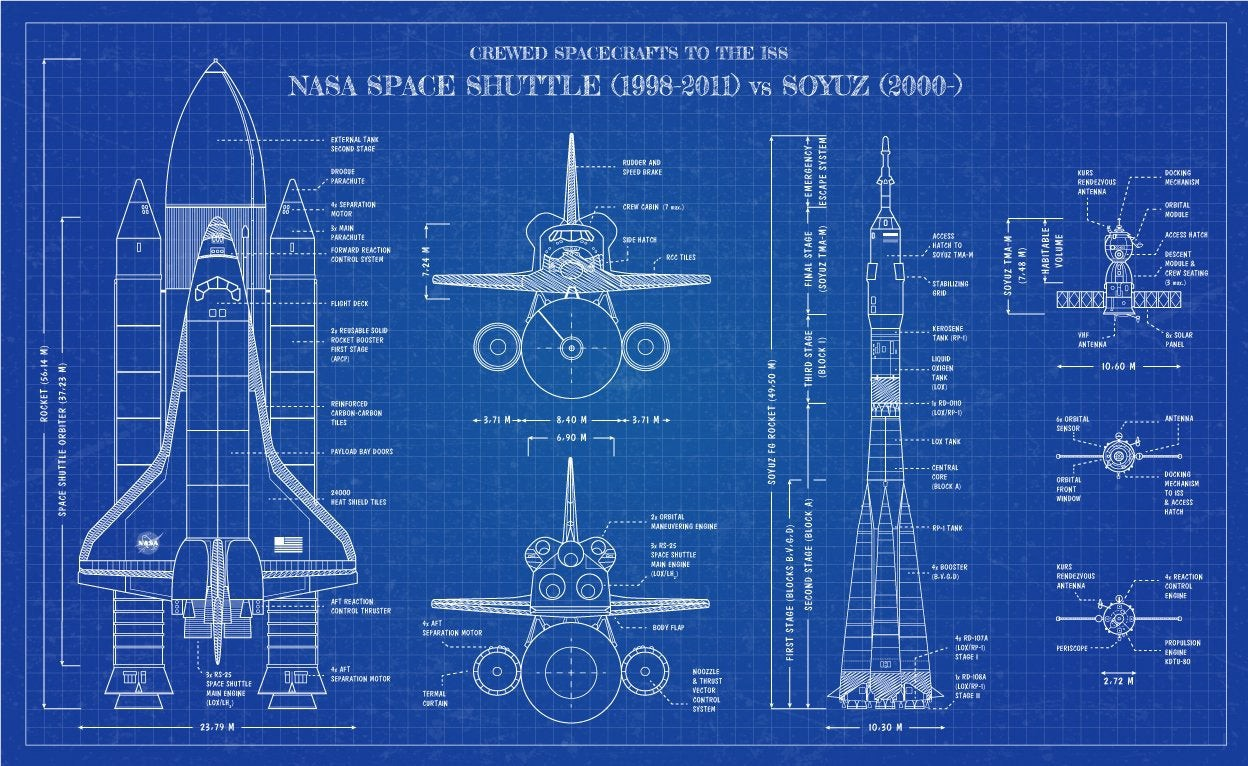 CREWED SPACECRAFTS TO THE ISS
NASA SPACE SHUTTLE (1998-2011) vs SOYUZ (2000-)
ROCKET (56,14 M)
SPACE SHUTTLE ORBITER (37,23 M)
EXTERNAL TANK
SECOND STAGE
DROGUE
PARACHUTE
4x SEPARATION
MOTOR
3x MAIN
PARACHUTE
FORWARD REACTION
CONTROL SYSTEM
FLIGHT DECK
2x REUSABLE SOLID
ROCKET BOOSTER
FIRST STAGE
(APCP)
REINFORCED
CARBON-CARBON
TILES
PAYLOAD BAY DOORS
24000
HEAT SHIELD TILES
NASA
AFT REACTION
CONTROL THRUSTER
4x AFT
SEPARATION MOTOR
3x RS-25
SPACE SHUTTLE
MAIN ENGINE
(LOX/LH2)
23,79 M
RUDDER AND
SPEED BRAKE
CREW CABIN (7 max.)
SIDE HATCH
RCC TILES
7,24 M
3,71 M
8,40 M
3,71 M
6,90 M
2x ORBITAL
MANEUVERING ENGINE
3x RS-25
SPACE SHUTTLE
MAIN ENGINE
(LOX/LH2)
4x AFT
SEPARATION MOTOR
BODY FLAP
TERMAL
CURTAIN
NOOZZLE
& THRUST
VECTOR
CONTROL
SYSTEM
SOYUZ FG ROCKET (49,50 M)
EMERGENCY
ESCAPE SYSTEM
FINAL STAGE
(SOYUZ TMA-M)
THIRD STAGE
(BLOCK I)
SECOND STAGE (BLOCK A)
FIRST STAGE (BLOCKS B,V,G,D)
ACCESS
HATCH TO
SOYUZ TMA-M
STABILIZING
GRID
KEROSENE
TANK (RP-1)
LIQUID
OXIGEN
TANK
(LOX)
1x RD-0110
(LOX/RP-1)
LOX TANK
CENTRAL
CORE
(BLOCK A)
RP-1 TANK
4x BOOSTER
(B,V,G,D)
4x RD-107A
(LOX/RP-1)
STAGE I
1x RD-108A
(LOX/RP-1)
STAGE II
10,30 M
KURS
RENDEZVOUS
ANTENNA
DOCKING
MECHANISM
ORBITAL
MODULE
ACCESS HATCH
DESCENT
MODULE &
CREW SEATING
(3 max.)
SOYUZ TMA-M
(7,48 M)
HABITABLE
VOLUME
VHF
ANTENNA
8x SOLAR
PANEL
10,60 M
6x ORBITAL
SENSOR
ANTENNA
ORBITAL
FRONT
WINDOW
DOCKING
MECHANISM
TO ISS
& ACCESS
HATCH
KURS
RENDEZVOUS
ANTENNA
4x REACTION
CONTROL
ENGINE
PERISCOPE
PROPULSION
ENGINE
KDTU-80
2,72 M